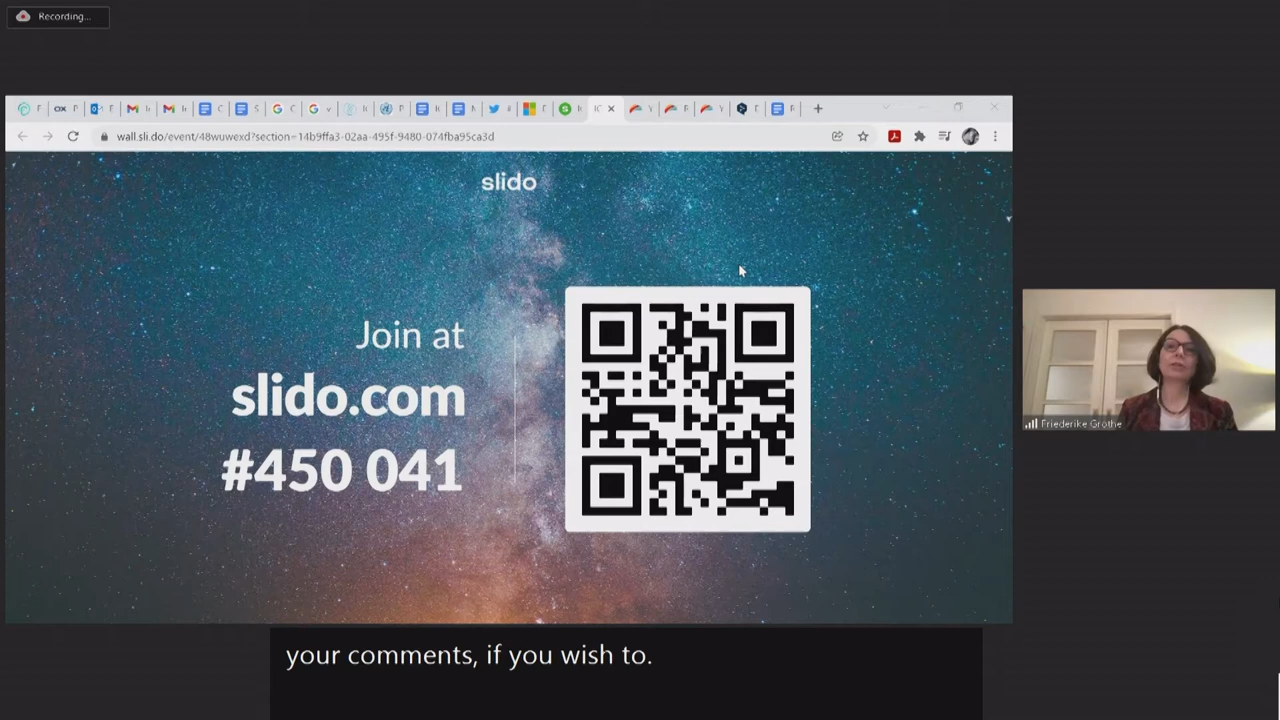 Recording...
wall.sli.do/event/48wuwexd?section=14b9ffa3-02aa-495f-9480-074fba95ca3d
slido
Join at
slido.com
#450 041
Friederike Grothe
your comments, if you wish to.